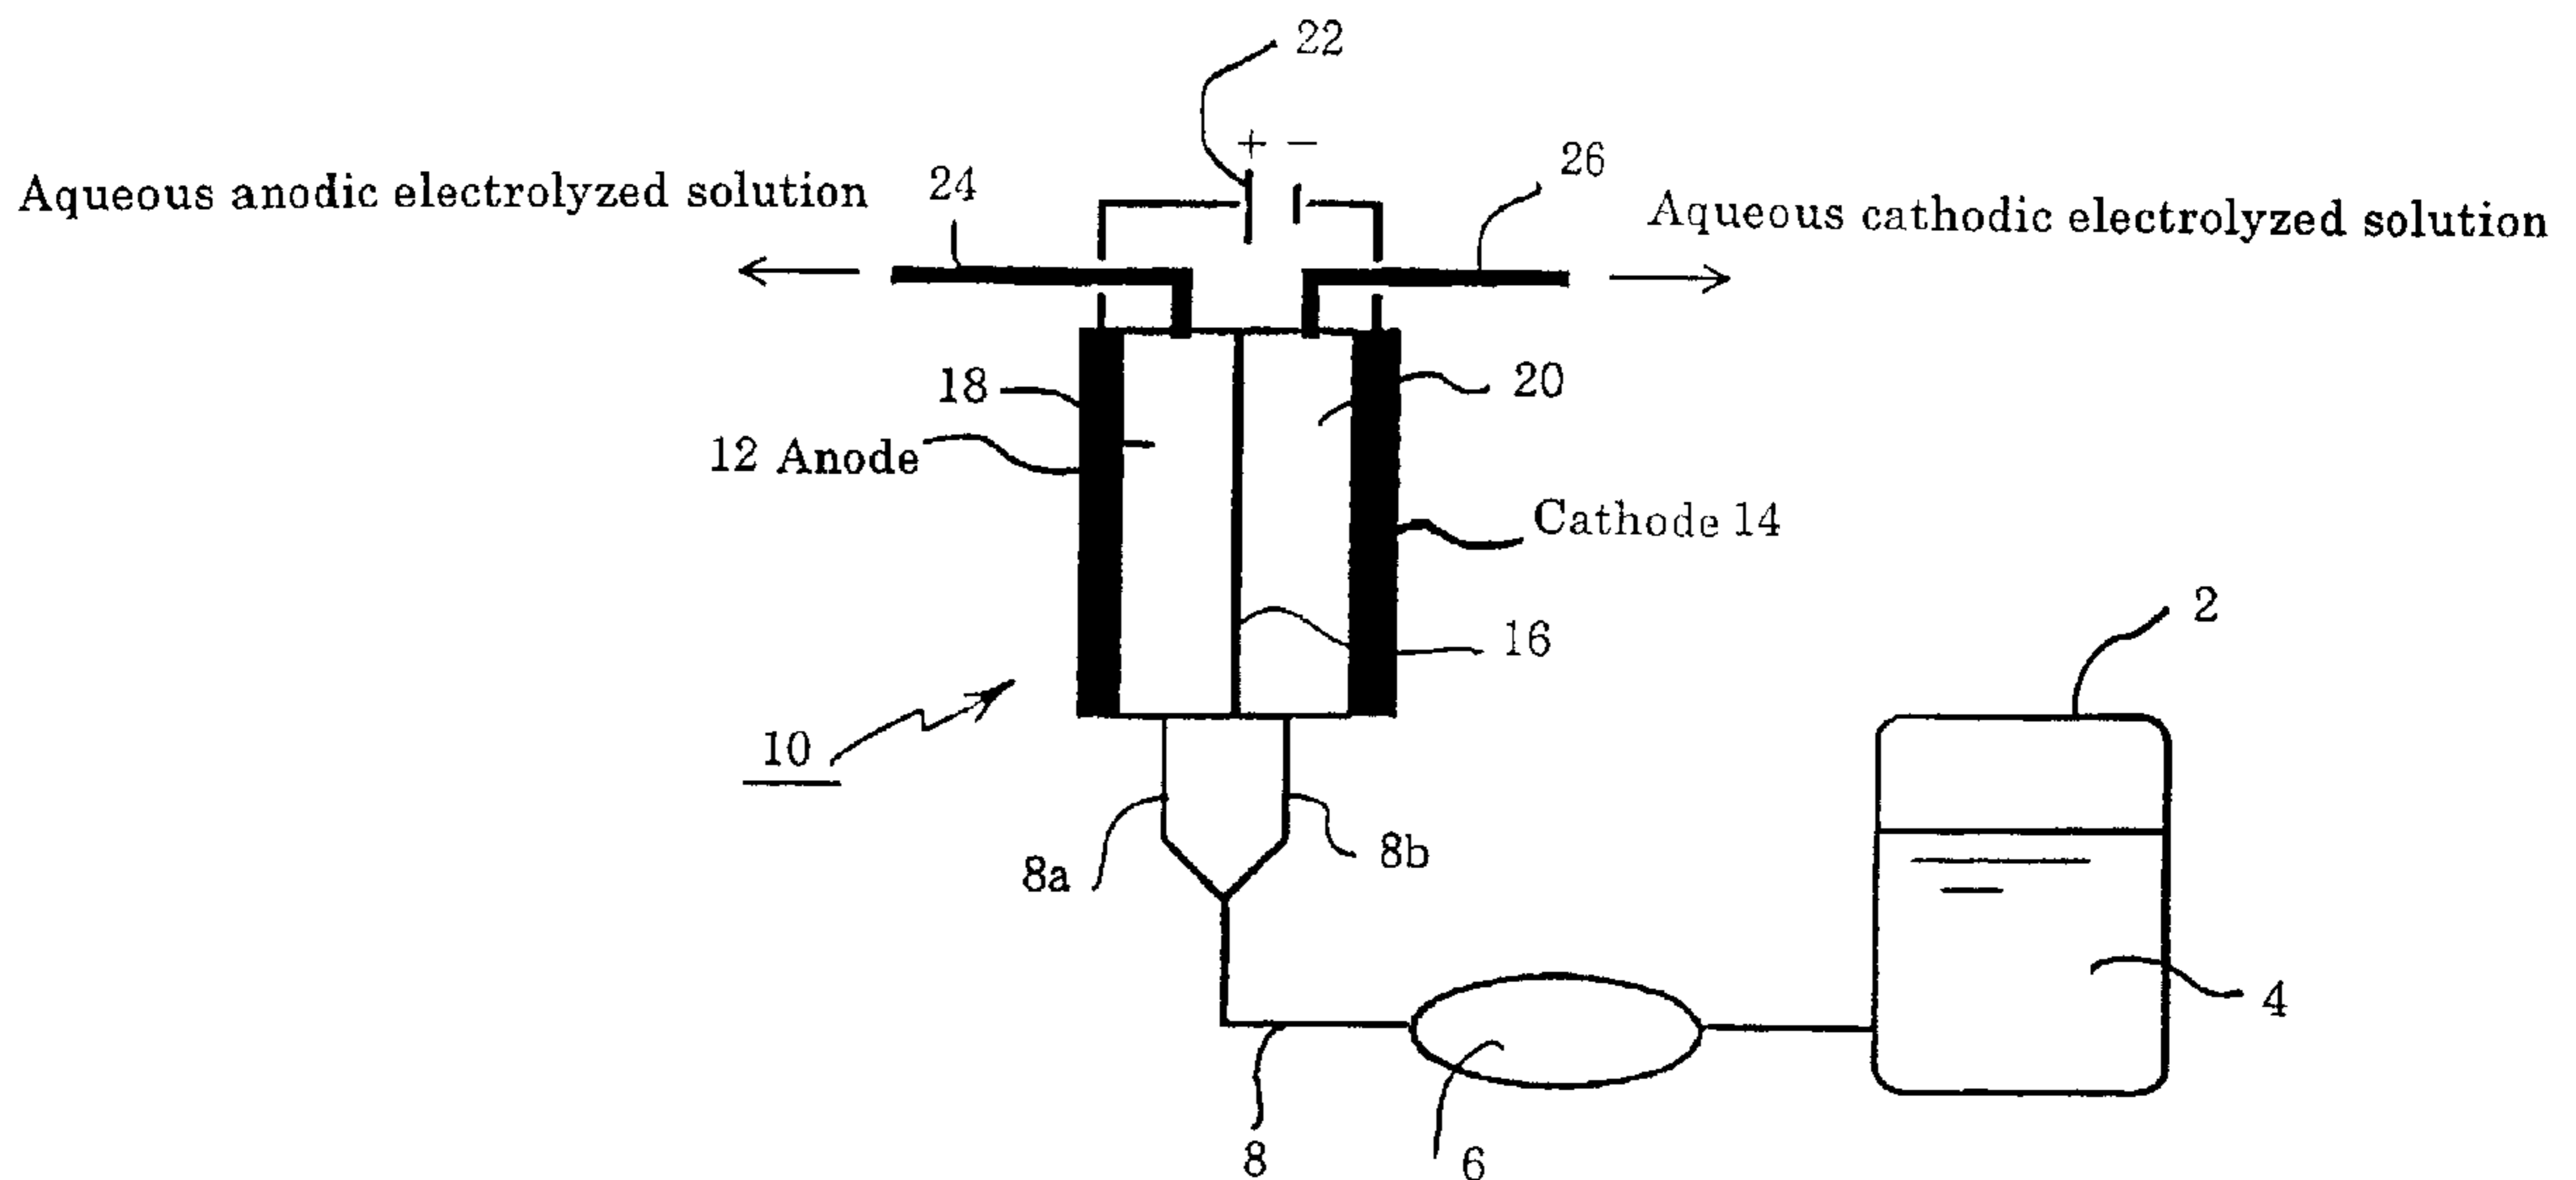 22
+ −
Aqueous anodic electrolyzed solution
24
26
Aqueous cathodic electrolyzed solution
18
20
12 Anode
Cathode 14
16
2
10
8a
8b
4
8
6